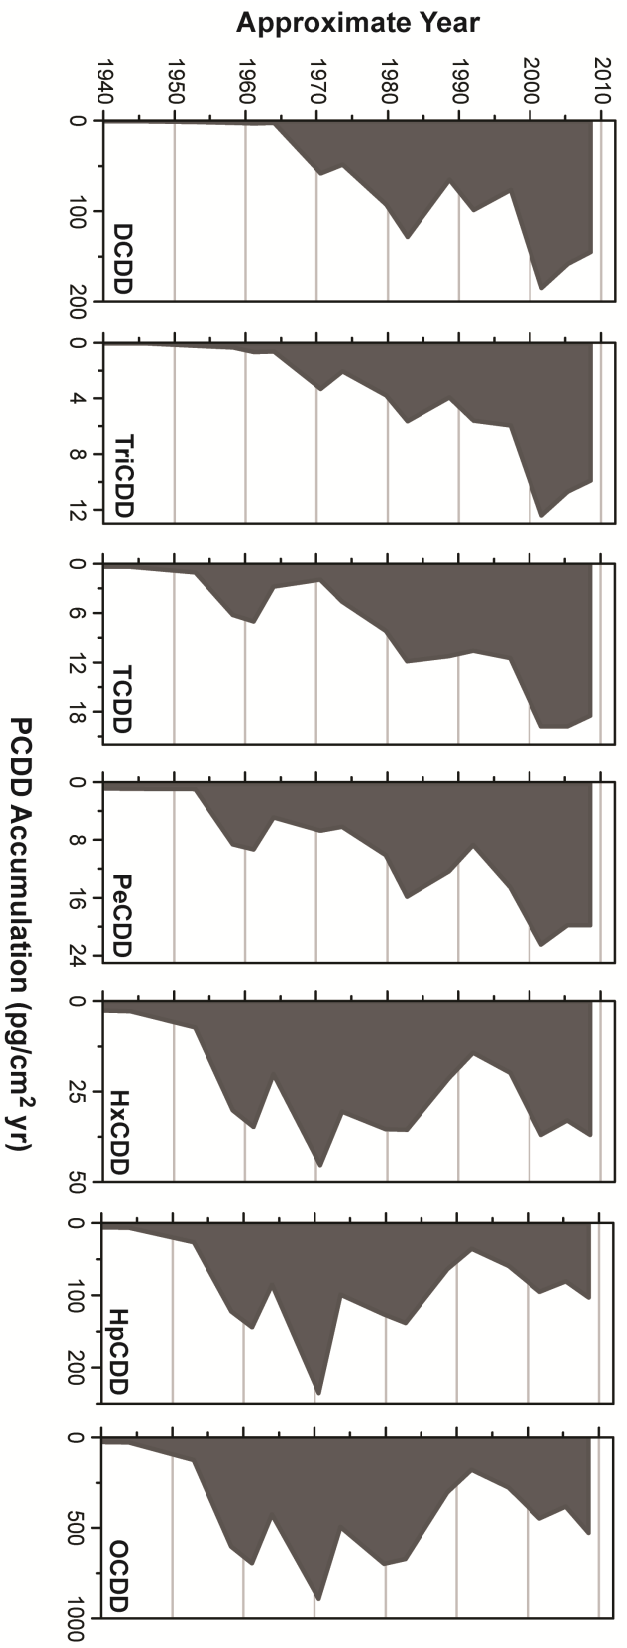 Approximate Year
1940 1950 1960 1970 1980 1990 2000 2010
0 100 200
DCDD
0 4 8 12
TriCDD
0 6 12 18
TCDD
0 8 16 24
PeCDD
0 25 50
HxCDD
0 100 200
HpCDD
0 500 1000
OCDD
PCDD Accumulation (pg/cm² yr)